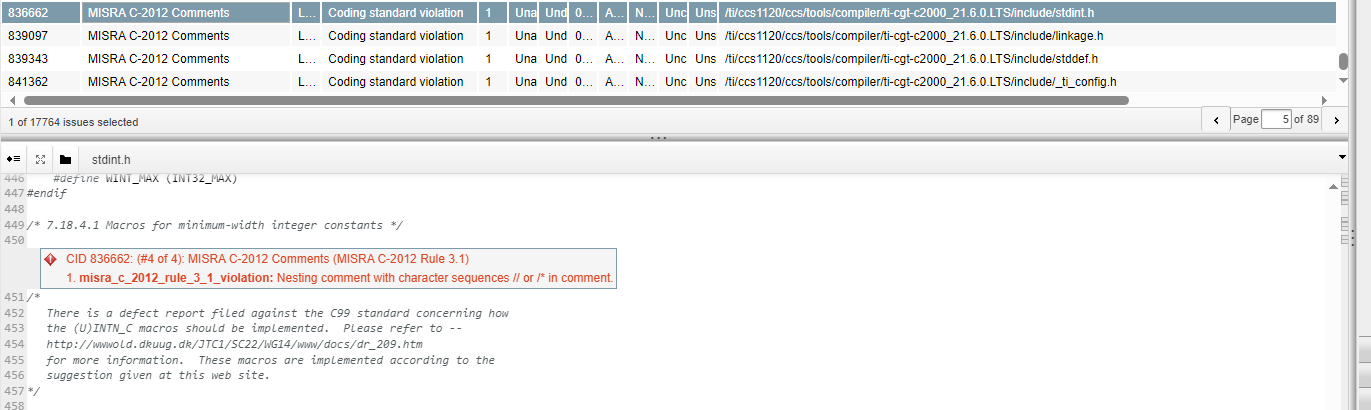 836662 MISRA C-2012 Comments L... Coding standard violation 1 Una Und 0... A... N... Unc Uns /ti/ccs1120/ccs/tools/compiler/ti-cgt-c2000_21.6.0.LTS/include/stdint.h
839097 MISRA C-2012 Comments L... Coding standard violation 1 Una Und 0... A... N... Unc Uns /ti/ccs1120/ccs/tools/compiler/ti-cgt-c2000_21.6.0.LTS/include/linkage.h
839343 MISRA C-2012 Comments L... Coding standard violation 1 Una Und 0... A... N... Unc Uns /ti/ccs1120/ccs/tools/compiler/ti-cgt-c2000_21.6.0.LTS/include/stddef.h
841362 MISRA C-2012 Comments L... Coding standard violation 1 Una Und 0... A... N... Unc Uns /ti/ccs1120/ccs/tools/compiler/ti-cgt-c2000_21.6.0.LTS/include/_ti_config.h
1 of 17764 issues selected Page 5 of 89
stdint.h
446 #define WINT_MAX (INT32_MAX)
447 #endif
448
449 /* 7.18.4.1 Macros for minimum-width integer constants */
450
CID 836662: (#4 of 4): MISRA C-2012 Comments (MISRA C-2012 Rule 3.1)
1. misra_c_2012_rule_3_1_violation: Nesting comment with character sequences // or /* in comment.
451 /*
452 There is a defect report filed against the C99 standard concerning how
453 the (U)INTN_C macros should be implemented. Please refer to --
454 http://wwwold.dkuug.dk/JTC1/SC22/WG14/www/docs/dr_209.htm
455 for more information. These macros are implemented according to the
456 suggestion given at this web site.
457 */
458